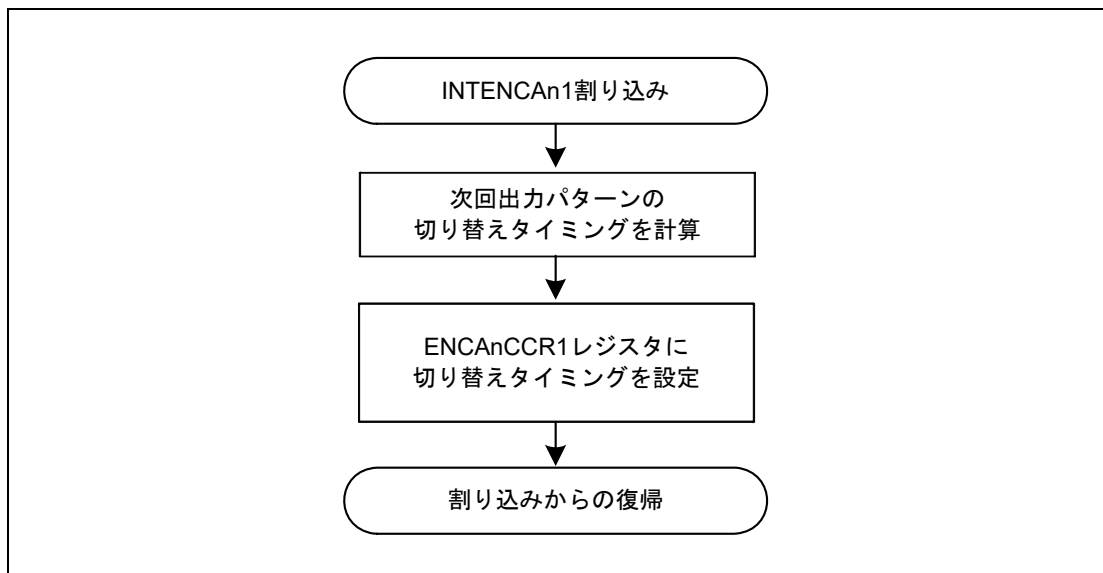 INTENCAn1割り込み
次回出力パターンの
切り替えタイミングを計算
ENCAnCCR1レジスタに
切り替えタイミングを設定
割り込みからの復帰